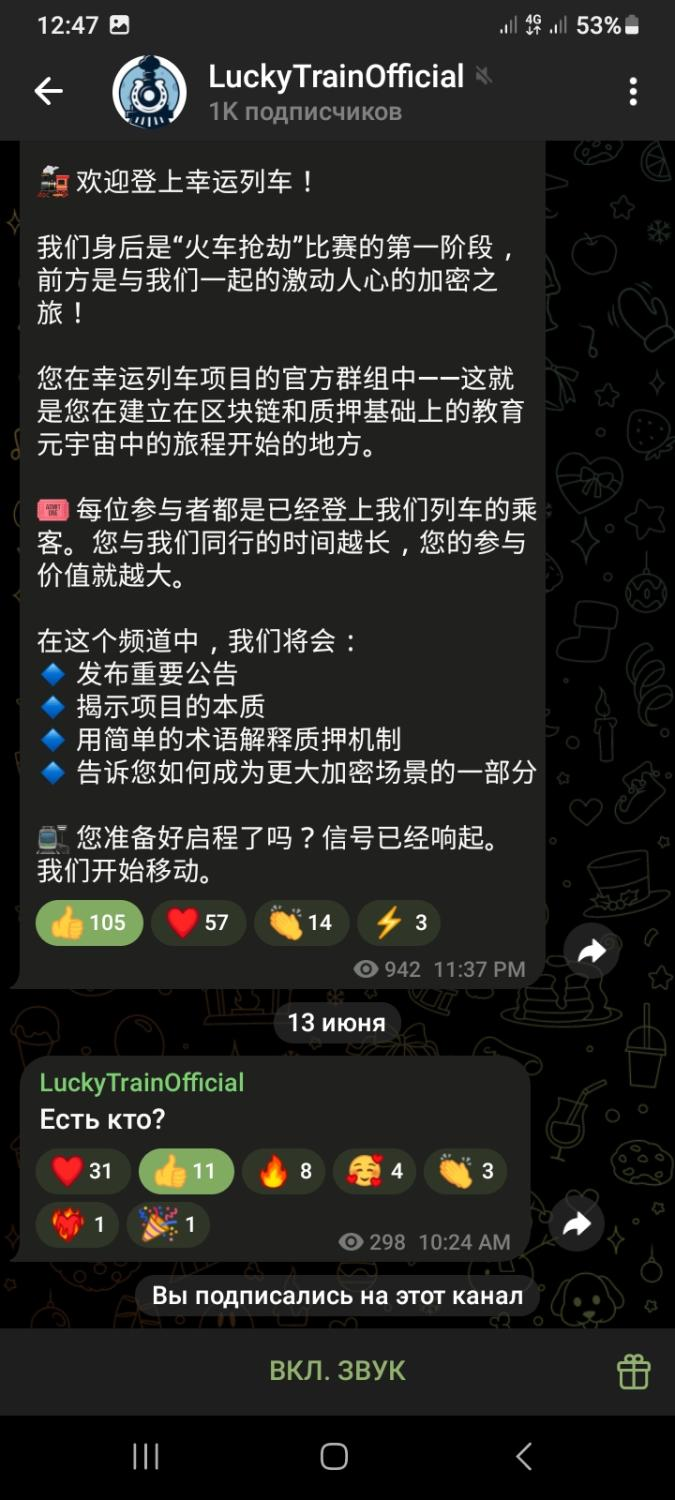 12:47
4G 53%
LuckyTrainOfficial
1K подписчиков
欢迎登上幸运列车！
我们身后是“火车抢劫”比赛的第一阶段，
前方是与我们一起的激动人心的加密之
旅！
您在幸运列车项目的官方群组中——这就
是您在建立在区块链和质押基础上的教育
元宇宙中的旅程开始的地方。
每位参与者都是已经登上我们列车的乘
客。您与我们同行的时间越长，您的参与
价值就越大。
在这个频道中，我们将会：
发布重要公告
揭示项目的本质
用简单的术语解释质押机制
告诉您如何成为更大加密场景的一部分
您准备好启程了吗？信号已经响起。
我们开始移动。
105 57 14 3
942 11:37 PM
13 июня
LuckyTrainOfficial
Есть кто?
31 11 8 4 3
1 1
298 10:24 AM
Вы подписались на этот канал
ВКЛ. ЗВУК